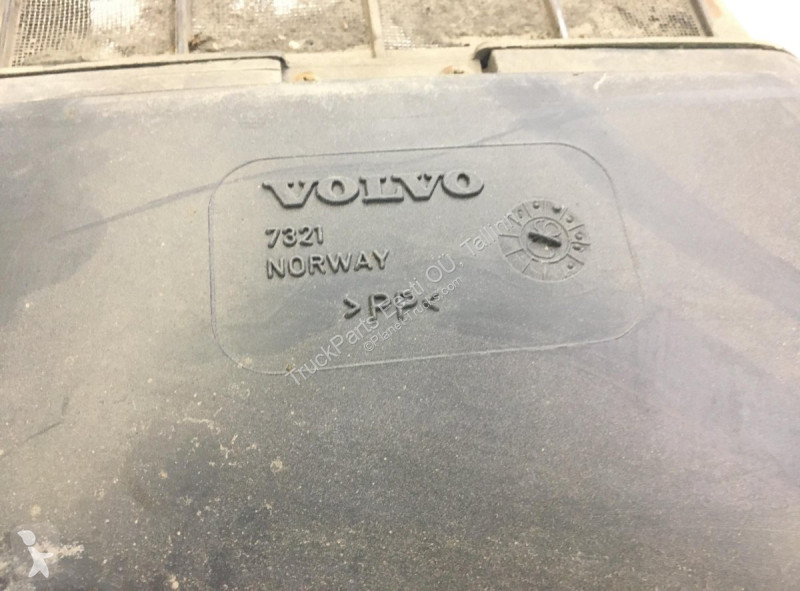 VOLVO
7321
NORWAY
>PP<
TruckParts Eesti OÜ, Tallinn